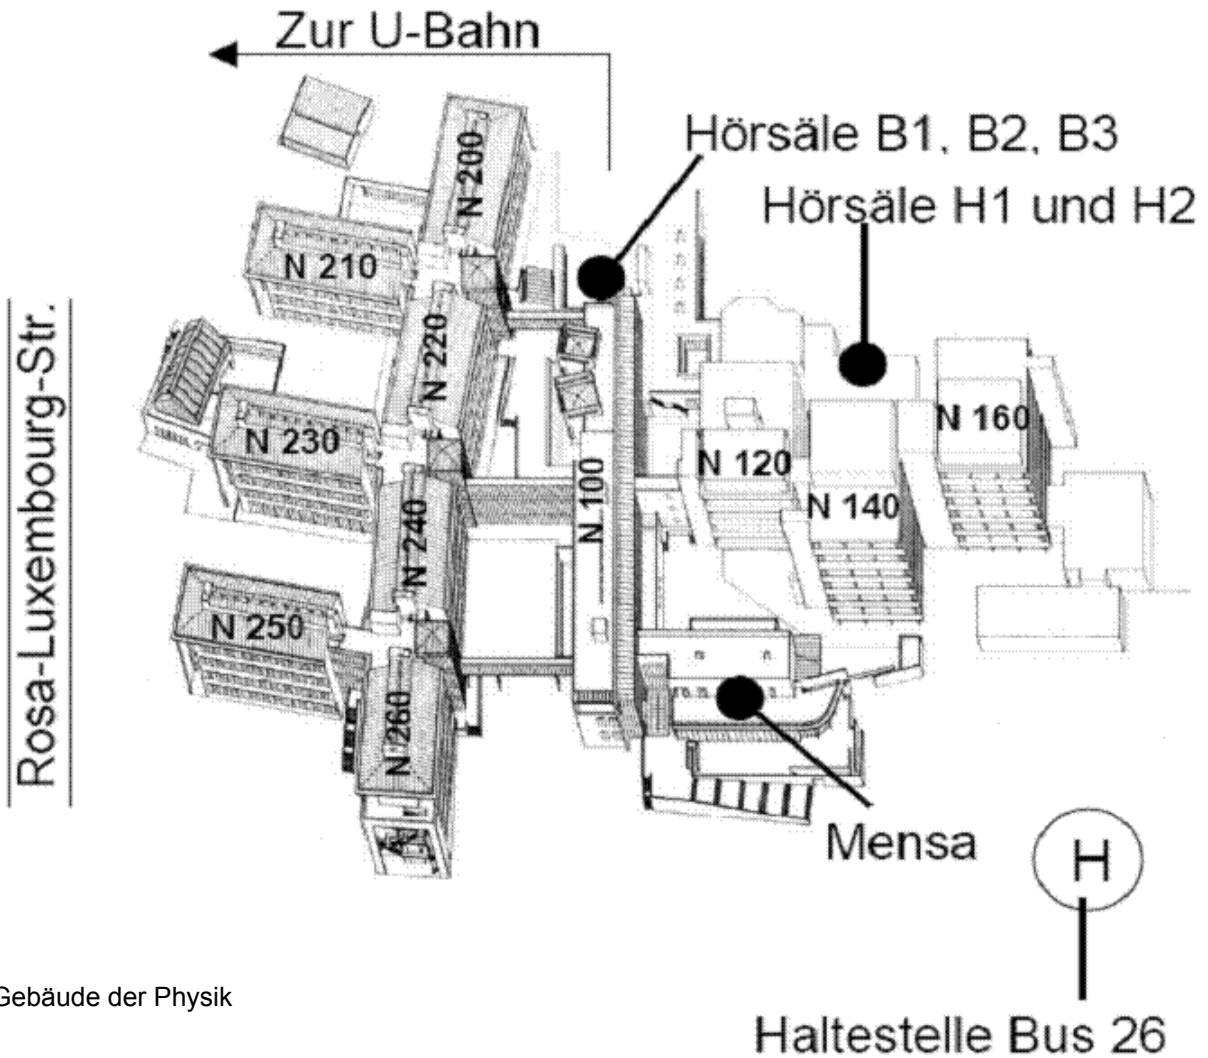 Zur U-Bahn
Hörsäle B1, B2, B3
Hörsäle H1 und H2
N 200
N 210
N 220
N 230
N 240
N 250
N 260
N 100
N 120
N 140
N 160
Rosa-Luxembourg-Str.
Mensa
H
Gebäude der Physik
Haltestelle Bus 26